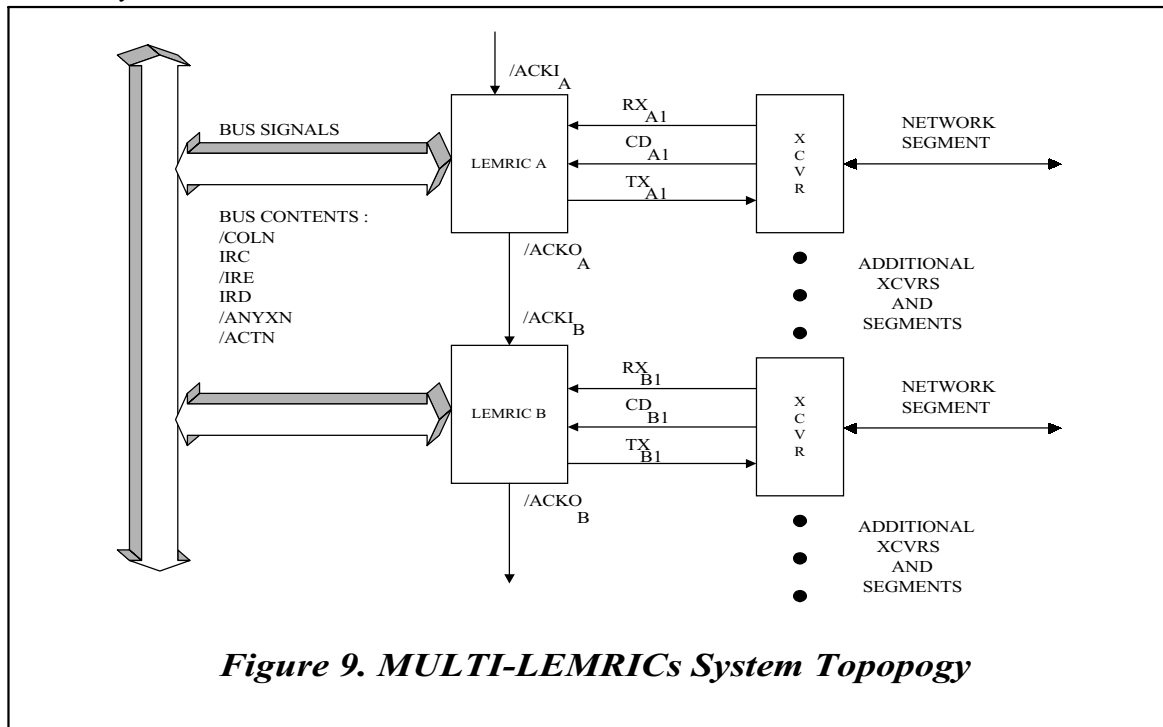 /ACKI
A
BUS SIGNALS
LEMRIC A
RX
A1
CD
A1
TX
A1
X
C
V
R
NETWORK
SEGMENT
BUS CONTENTS :
/COLN
IRC
/IRE
IRD
/ANYXN
/ACTN
/ACKO
A
/ACKI
B
ADDITIONAL
XCVRS
AND
SEGMENTS
LEMRIC B
RX
B1
CD
B1
TX
B1
X
C
V
R
NETWORK
SEGMENT
/ACKO
B
ADDITIONAL
XCVRS
AND
SEGMENTS
Figure 9. MULTI-LEMRICs System Topopogy